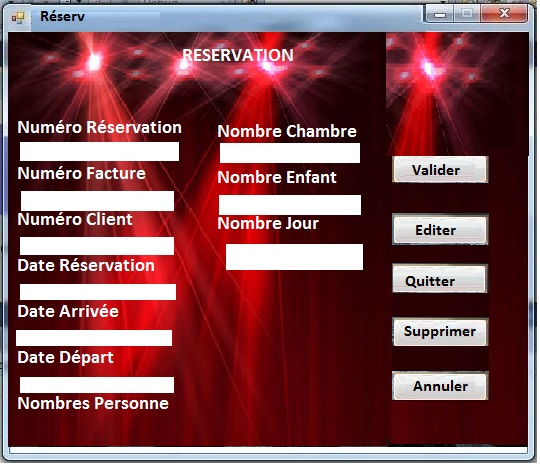 Réserv
RESERVATION
Numéro Réservation
Numéro Facture
Numéro Client
Date Réservation
Date Arrivée
Date Départ
Nombres Personne
Nombre Chambre
Nombre Enfant
Nombre Jour
Valider
Editer
Quitter
Supprimer
Annuler